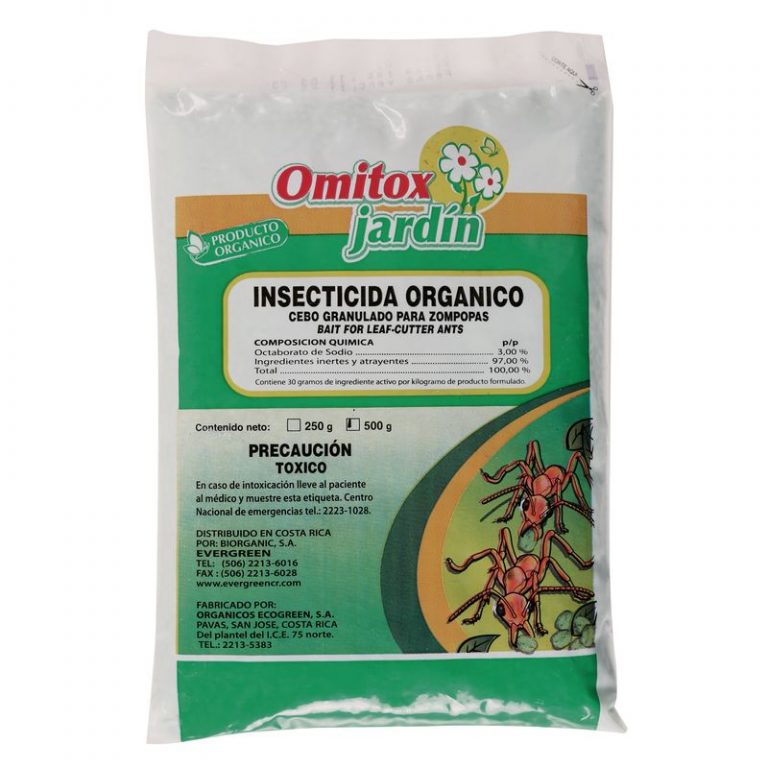 CORTE AQUI
Omitox
jardín
PRODUCTO
ORGANICO
INSECTICIDA ORGANICO
CEBO GRANULADO PARA ZOMPOPAS
BAIT FOR LEAF-CUTTER ANTS
COMPOSICION QUIMICA p/p
Octaborato de Sodio 3,00 %
Ingredientes inertes y atrayentes 97,00 %
Total 100,00 %
Contiene 30 gramos de ingrediente activo por kilogramo de producto formulado.
Contenido neto: 250 g 500 g
PRECAUCIÓN
TOXICO
En caso de intoxicación lleve al paciente
al médico y muestre esta etiqueta. Centro
Nacional de emergencias tel.: 2223-1028.
DISTRIBUIDO EN COSTA RICA
POR: BIORGANIC, S.A.
EVERGREEN
TEL: (506) 2213-6016
FAX : (506) 2213-6028
www.evergreencr.com
FABRICADO POR:
ORGANICOS ECOGREEN, S.A.
PAVAS, SAN JOSE, COSTA RICA
Del plantel del I.C.E. 75 norte.
TEL.: 2213-5383